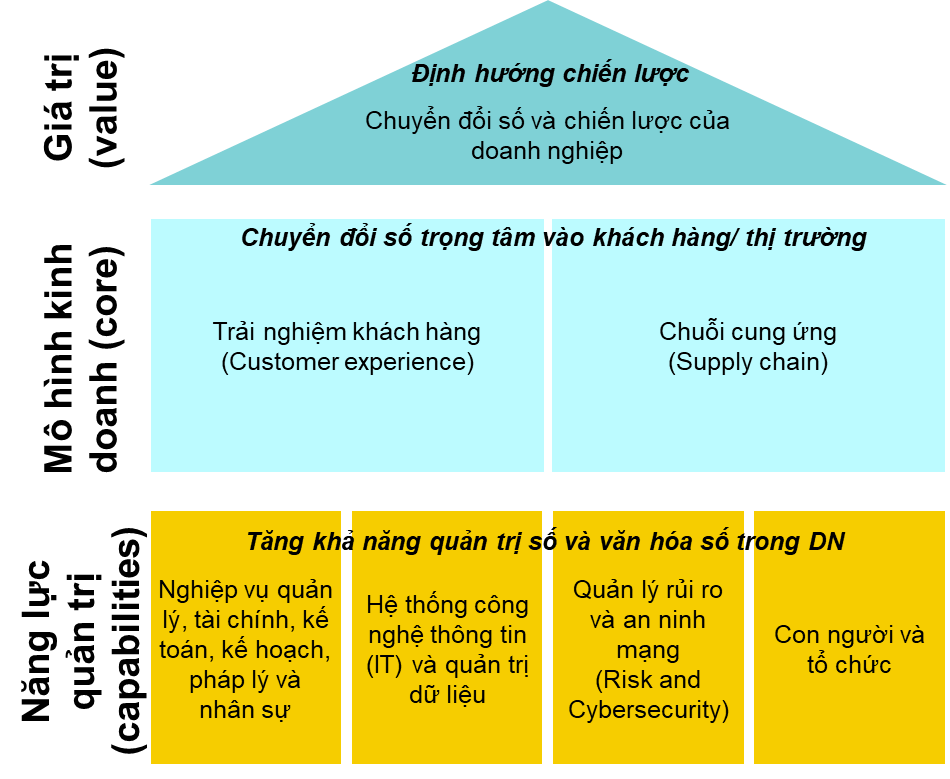 Giá trị
(value)
Định hướng chiến lược
Chuyển đổi số và chiến lược của
doanh nghiệp
Mô hình kinh
doanh (core)
Chuyển đổi số trọng tâm vào khách hàng/ thị trường
Trải nghiệm khách hàng
(Customer experience)
Chuỗi cung ứng
(Supply chain)
Năng lực
quản trị
(capabilities)
Tăng khả năng quản trị số và văn hóa số trong DN
Nghiệp vụ quản
lý, tài chính, kế
toán, kế hoạch,
pháp lý và
nhân sự
Hệ thống công
nghệ thông tin
(IT) và quản trị
dữ liệu
Quản lý rủi ro
và an ninh
mạng
(Risk and
Cybersecurity)
Con người và
tổ chức